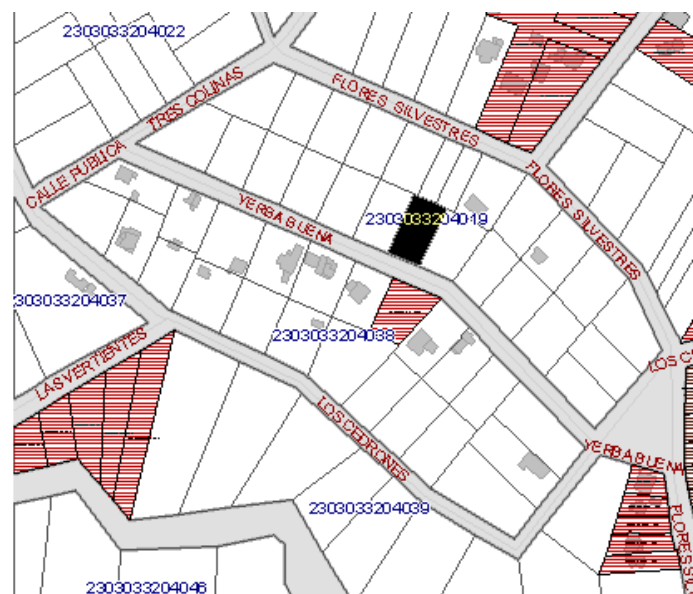 2303033204022
TRES COLINAS
FLORES SILVESTRES
CALLE PUBLICA
FLORES SILVESTRES
YERBA BUENA
2303033204019
2303033204037
2303033204038
LAS VERTIENTES
LOS CEDRONES
YERBA BUENA
2303033204039
2303033204046